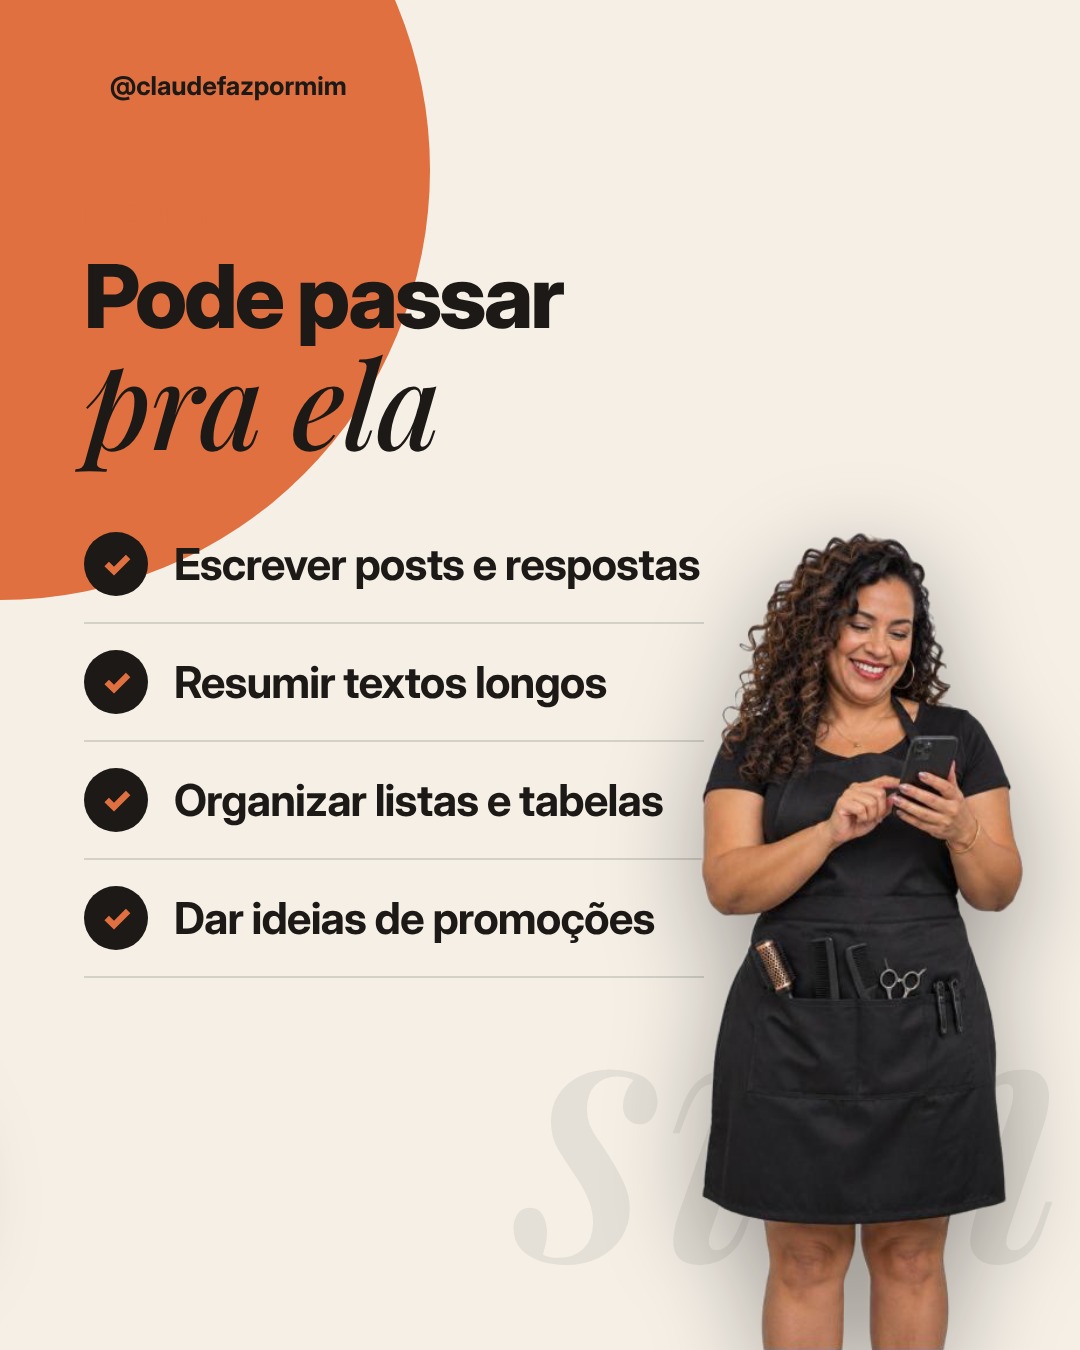 @claudefazpormim
Pode passar
pra ela
Escrever posts e respostas
Resumir textos longos
Organizar listas e tabelas
Dar ideias de promoções